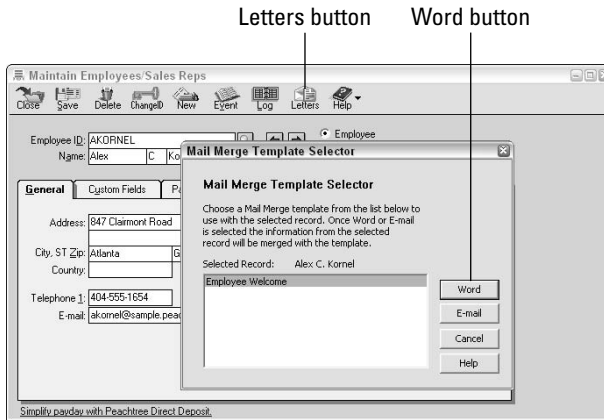 Letters button Word button
Maintain Employees/Sales Reps
Close Save Delete ChangeID New Event Log Letters Help
Employee ID: AKORNEL Employee
Name: Alex C Ko
Mail Merge Template Selector
Mail Merge Template Selector
Choose a Mail Merge template from the list below to
use with the selected record. Once Word or E-mail
is selected the information from the selected
record will be merged with the template.
Selected Record: Alex C. Kornel
Employee Welcome
Word
E-mail
Cancel
Help
General Custom Fields Pa
Address: 847 Clairmont Road
City, ST Zip: Atlanta G
Country:
Telephone 1: 404-555-1654
E-mail: akornel@sample.peac
Simplify payday with Peachtree Direct Deposit.